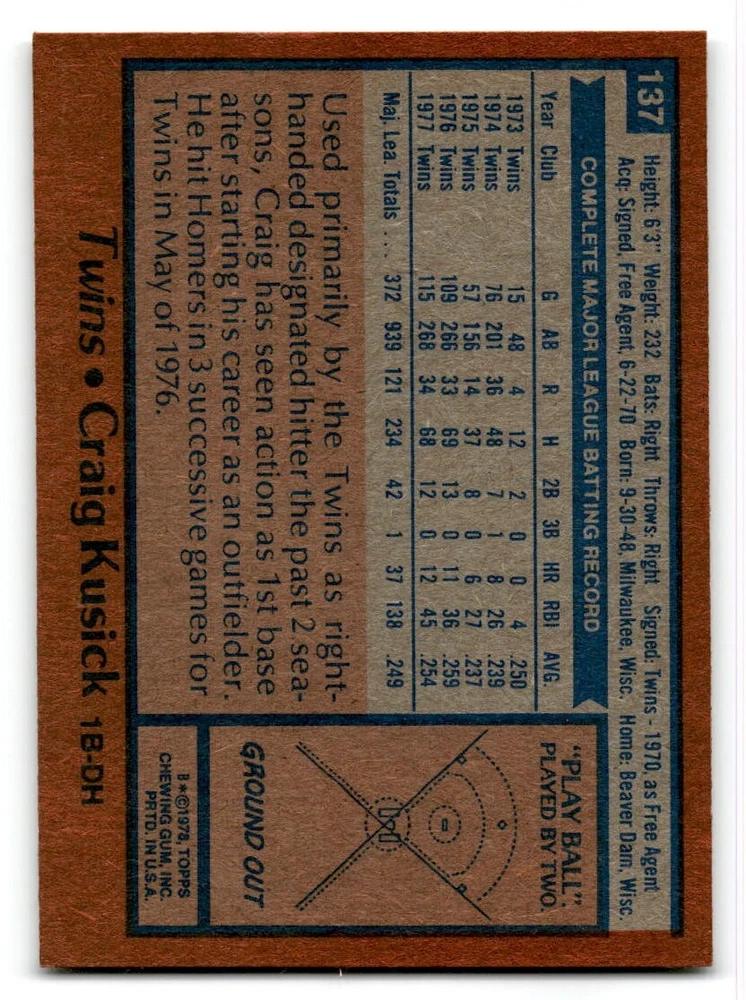 137
Height: 6'3" Weight: 232 Bats: Right Throws: Right Signed: Twins - 1970, as Free Agent
Acq: Signed, Free Agent, 6-22-70 Born: 9-30-48, Milwaukee, Wisc. Home: Beaver Dam, Wisc.
COMPLETE MAJOR LEAGUE BATTING RECORD
Year Club G AB R H 2B 3B HR RBI AVG.
1973 Twins 15 48 4 12 2 0 0 4 .250
1974 Twins 76 201 36 48 7 1 8 26 .239
1975 Twins 57 156 14 37 8 0 6 27 .237
1976 Twins 109 266 33 69 13 0 11 36 .259
1977 Twins 115 268 34 68 12 0 12 45 .254
Maj. Lea. Totals .... 372 939 121 234 42 1 37 138 .249
Used primarily by the Twins as right-
handed designated hitter the past 2 sea-
sons, Craig has seen action as 1st base
after starting his career as an outfielder.
He hit Homers in 3 successive games for
Twins in May of 1976.
"PLAY BALL"
PLAYED BY TWO.
GROUND OUT
B*©1978, TOPPS
CHEWING GUM, INC.
PRTD. IN U.S.A.
Twins • Craig Kusick 1B-DH